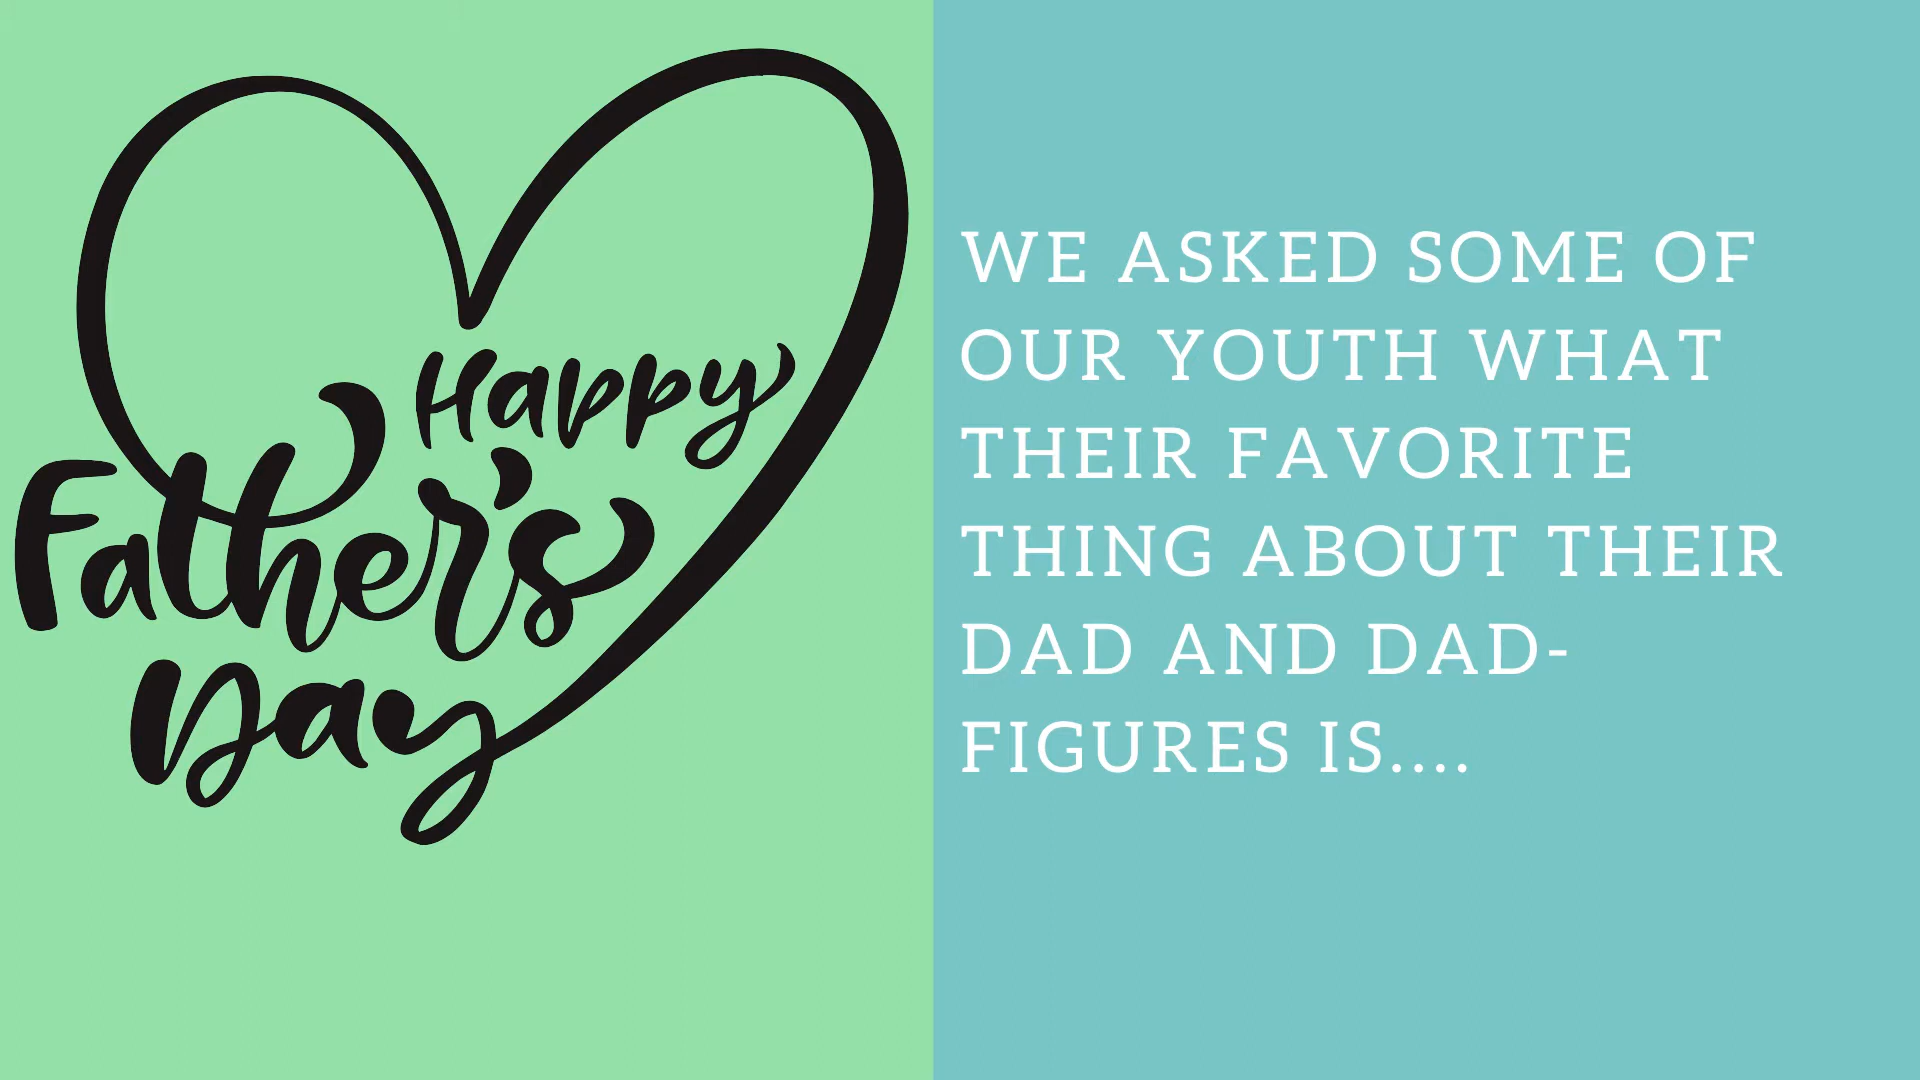 Happy
Father's
Day
WE ASKED SOME OF
OUR YOUTH WHAT
THEIR FAVORITE
THING ABOUT THEIR
DAD AND DAD-
FIGURES IS....